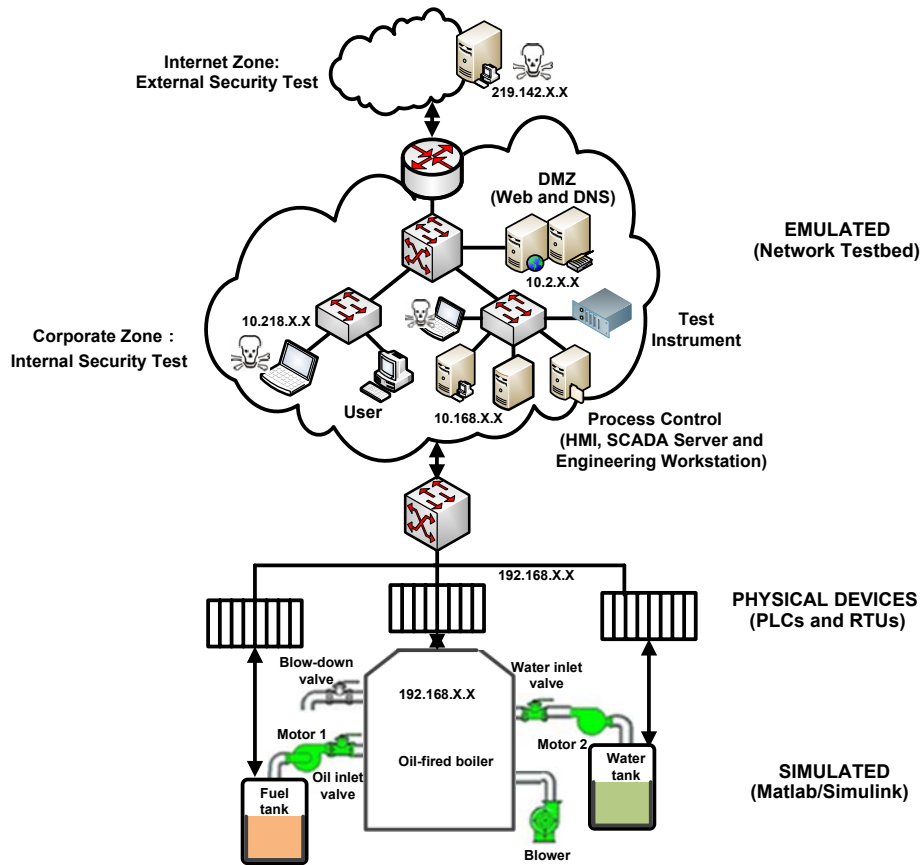 Internet Zone:
External Security Test
219.142.X.X
DMZ
(Web and DNS)
10.2.X.X
EMULATED
(Network Testbed)
10.218.X.X
Corporate Zone：
Internal Security Test
User
Test
Instrument
10.168.X.X
Process Control
(HMI, SCADA Server and
Engineering Workstation)
192.168.X.X
PHYSICAL DEVICES
(PLCs and RTUs)
Blow-down
valve
192.168.X.X
Water inlet
valve
Motor 1
Motor 2
Oil inlet
valve
Oil-fired boiler
Fuel
tank
Water
tank
SIMULATED
(Matlab/Simulink)
Blower